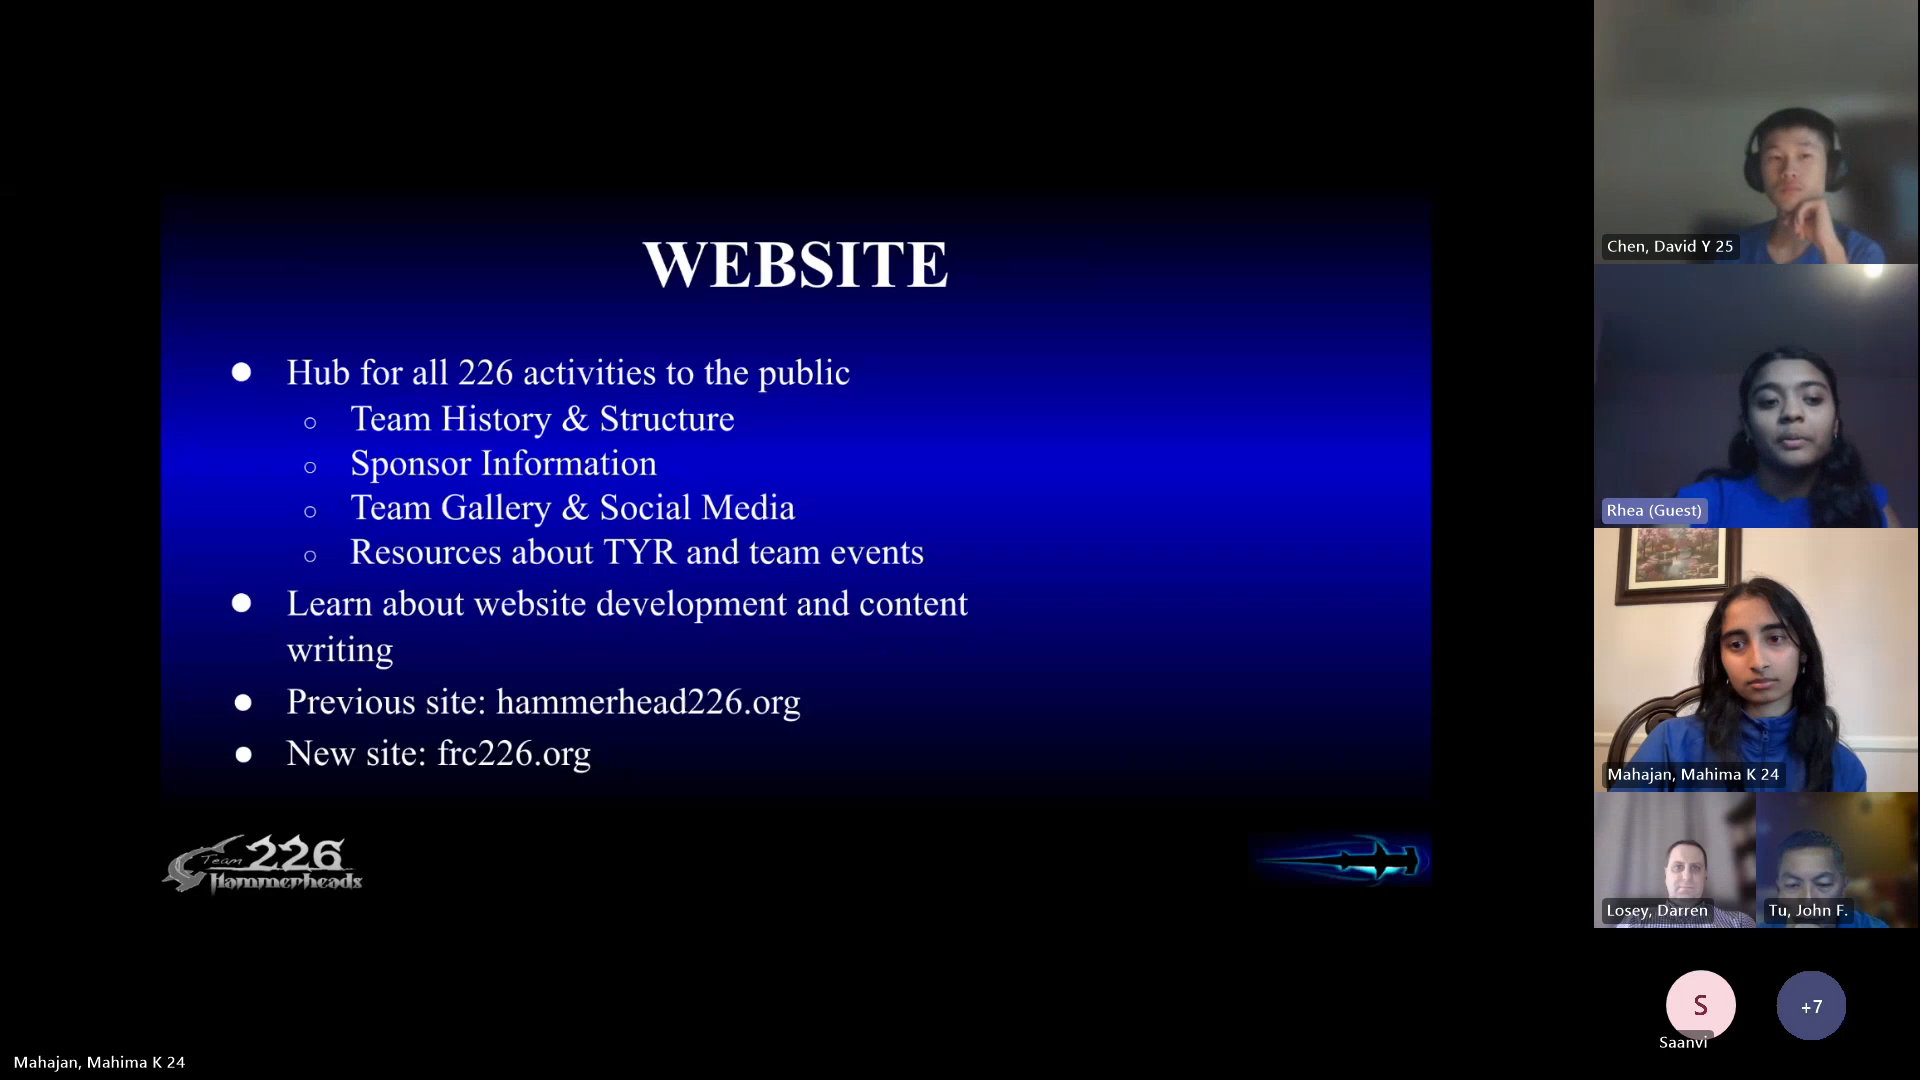 WEBSITE
● Hub for all 226 activities to the public
○ Team History & Structure
○ Sponsor Information
○ Team Gallery & Social Media
○ Resources about TYR and team events
● Learn about website development and content
writing
● Previous site: hammerhead226.org
● New site: frc226.org
Team 226
Hammerheads
Chen, David Y 25
Rhea (Guest)
Mahajan, Mahima K 24
Losey, Darren
Tu, John F.
S
+7
Saanvi
Mahajan, Mahima K 24